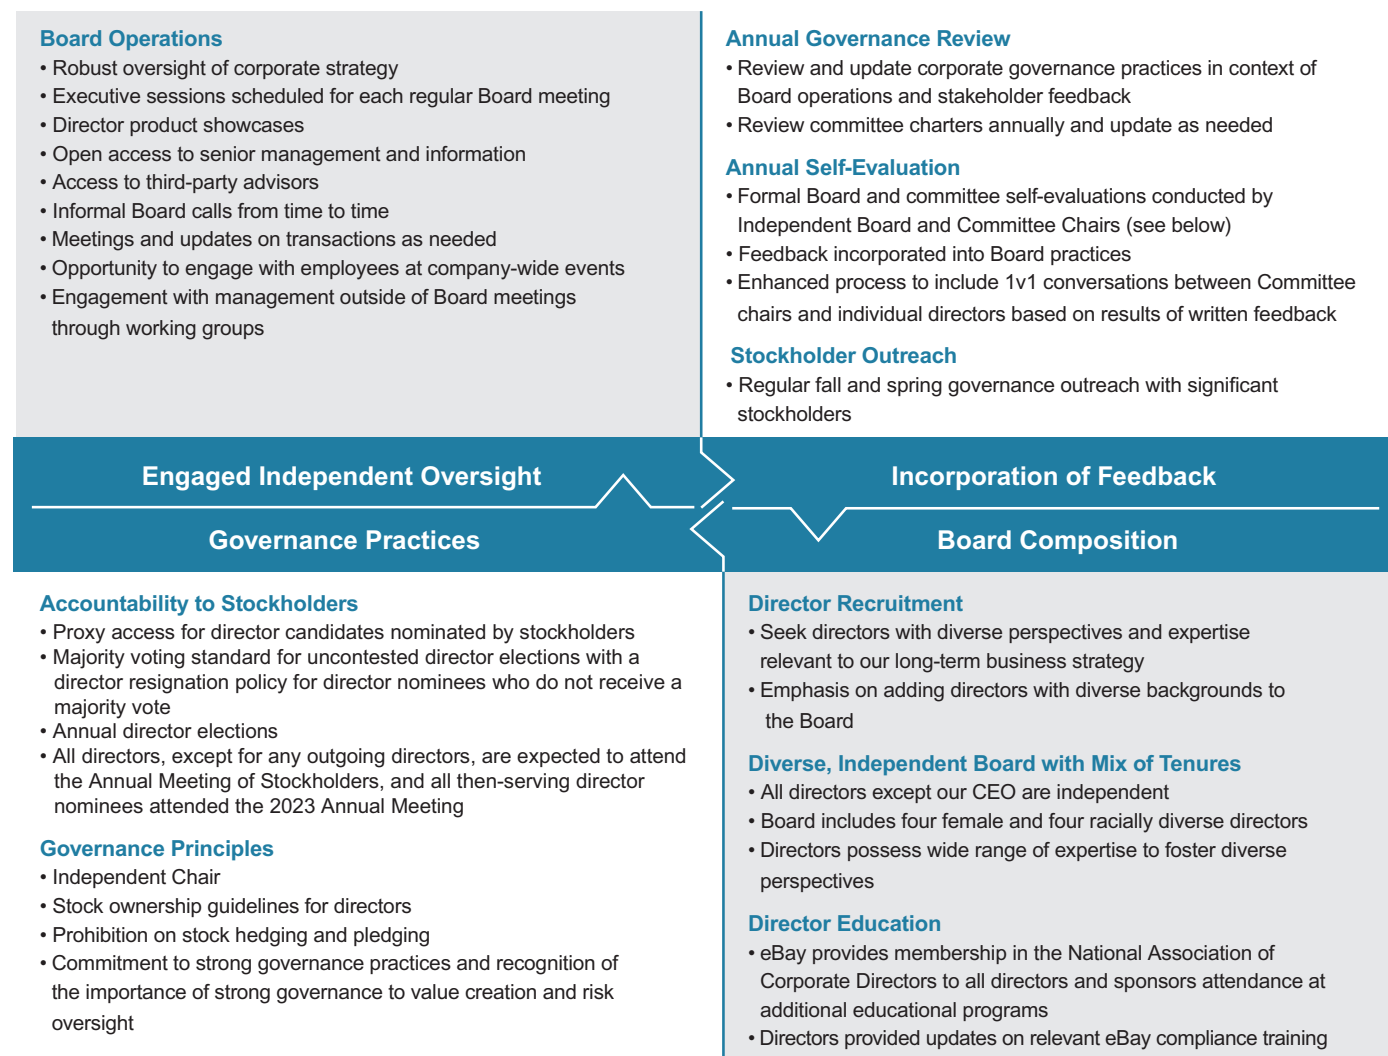 Board Operations
• Robust oversight of corporate strategy
• Executive sessions scheduled for each regular Board meeting
• Director product showcases
• Open access to senior management and information
• Access to third-party advisors
• Informal Board calls from time to time
• Meetings and updates on transactions as needed
• Opportunity to engage with employees at company-wide events
• Engagement with management outside of Board meetings
through working groups
Annual Governance Review
• Review and update corporate governance practices in context of
Board operations and stakeholder feedback
• Review committee charters annually and update as needed
Annual Self-Evaluation
• Formal Board and committee self-evaluations conducted by
Independent Board and Committee Chairs (see below)
• Feedback incorporated into Board practices
• Enhanced process to include 1v1 conversations between Committee
chairs and individual directors based on results of written feedback
Stockholder Outreach
• Regular fall and spring governance outreach with significant
stockholders
Engaged Independent Oversight
Incorporation of Feedback
Governance Practices
Board Composition
Accountability to Stockholders
• Proxy access for director candidates nominated by stockholders
• Majority voting standard for uncontested director elections with a
director resignation policy for director nominees who do not receive a
majority vote
• Annual director elections
• All directors, except for any outgoing directors, are expected to attend
the Annual Meeting of Stockholders, and all then-serving director
nominees attended the 2023 Annual Meeting
Governance Principles
• Independent Chair
• Stock ownership guidelines for directors
• Prohibition on stock hedging and pledging
• Commitment to strong governance practices and recognition of
the importance of strong governance to value creation and risk
oversight
Director Recruitment
• Seek directors with diverse perspectives and expertise
relevant to our long-term business strategy
• Emphasis on adding directors with diverse backgrounds to
the Board
Diverse, Independent Board with Mix of Tenures
• All directors except our CEO are independent
• Board includes four female and four racially diverse directors
• Directors possess wide range of expertise to foster diverse
perspectives
Director Education
• eBay provides membership in the National Association of
Corporate Directors to all directors and sponsors attendance at
additional educational programs
• Directors provided updates on relevant eBay compliance training